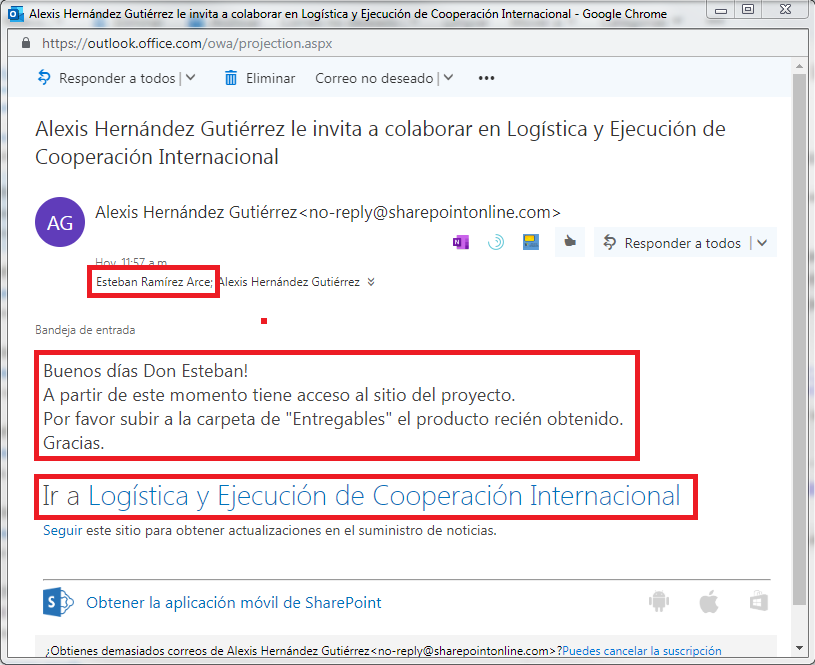 Alexis Hernández Gutiérrez le invita a colaborar en Logística y Ejecución de Cooperación Internacional - Google Chrome
https://outlook.office.com/owa/projection.aspx
Responder a todos | Eliminar Correo no deseado | •••
Alexis Hernández Gutiérrez le invita a colaborar en Logística y Ejecución de
Cooperación Internacional
AG
Alexis Hernández Gutiérrez<no-reply@sharepointonline.com>
N
Responder a todos |
Hoy, 11:57 a.m.
Esteban Ramírez Arce; Alexis Hernández Gutiérrez
Bandeja de entrada
Buenos días Don Esteban!
A partir de este momento tiene acceso al sitio del proyecto.
Por favor subir a la carpeta de "Entregables" el producto recién obtenido.
Gracias.
Ir a Logística y Ejecución de Cooperación Internacional
Seguir este sitio para obtener actualizaciones en el suministro de noticias.
S
Obtener la aplicación móvil de SharePoint
¿Obtienes demasiados correos de Alexis Hernández Gutiérrez<no-reply@sharepointonline.com>?Puedes cancelar la suscripción